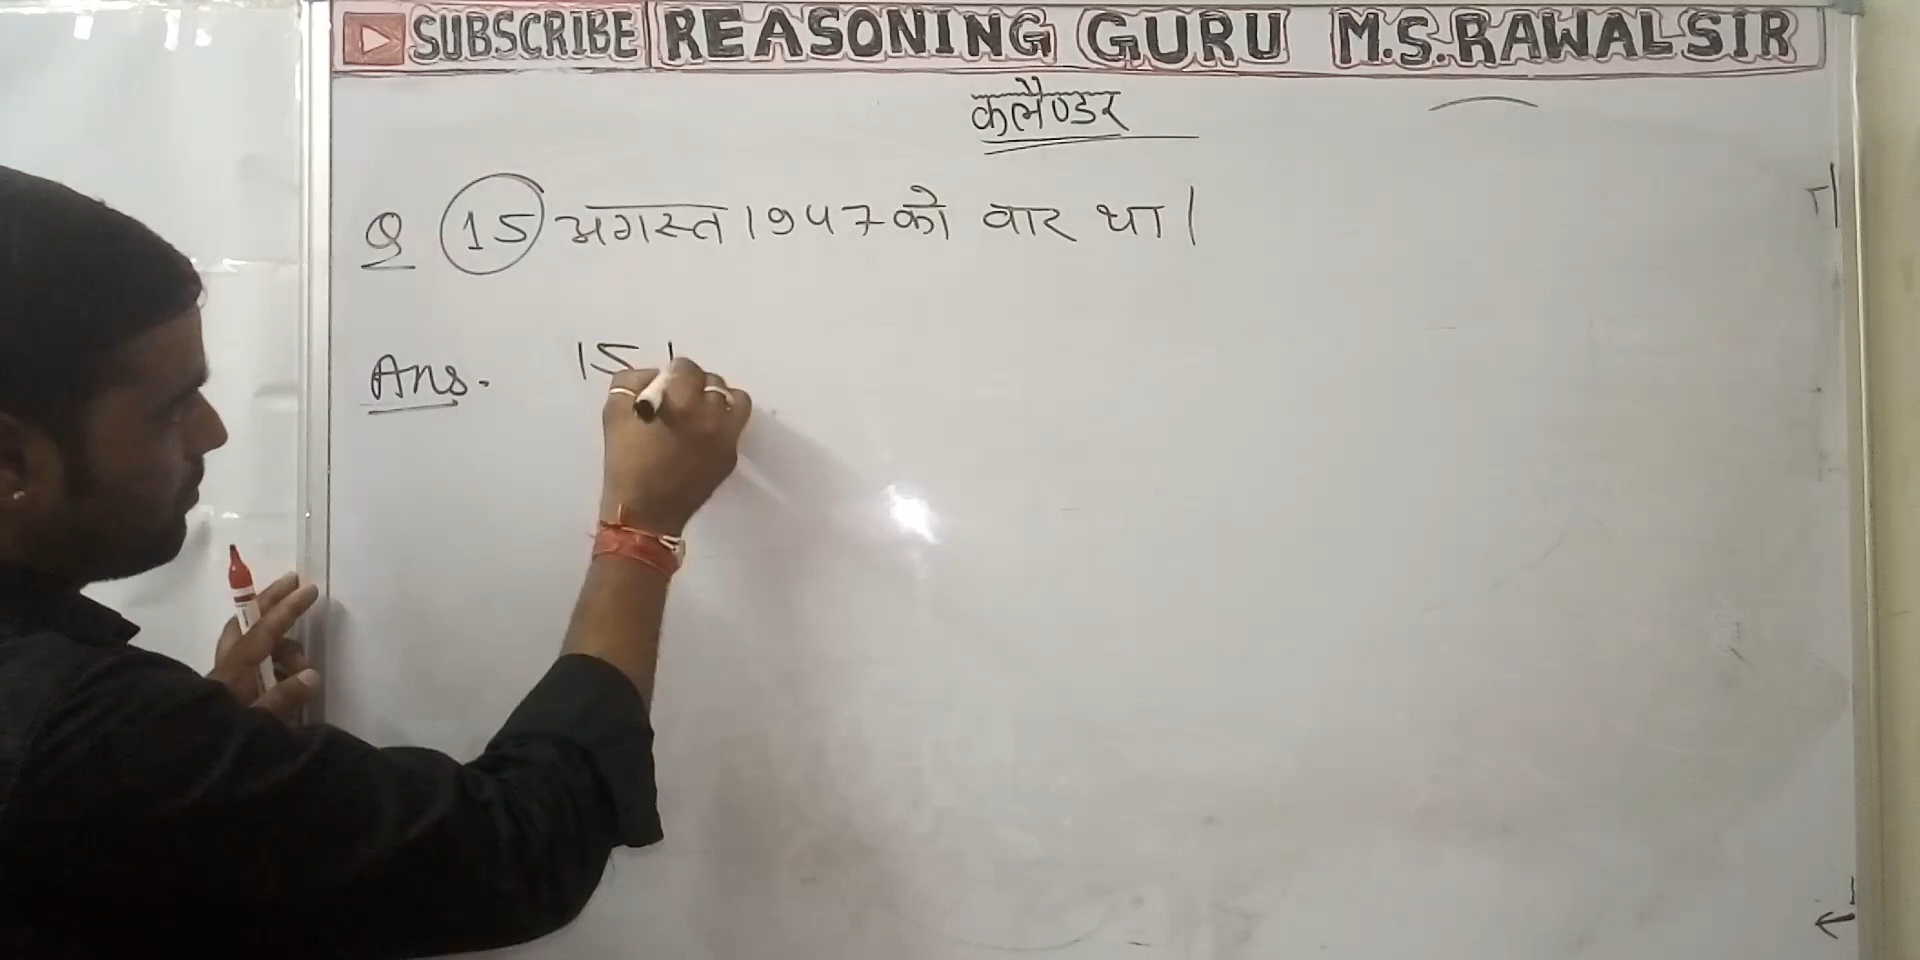 SUBSCRIBE REASONING GURU M.S.RAWALSIR
कलैण्डर
Q 15 अगस्त 1947 को वार था।
Ans. 15